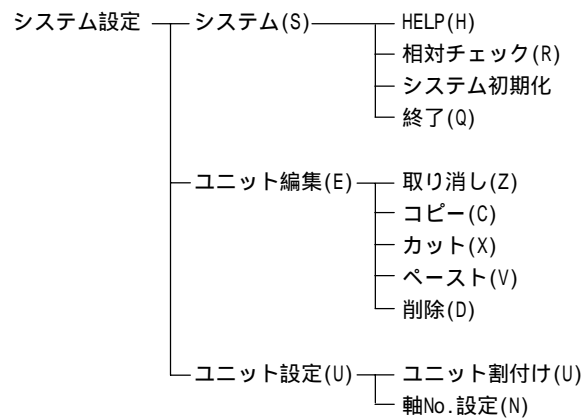 システム設定 システム(S) HELP(H)
相対チェック(R)
システム初期化
終了(Q)
ユニット編集(E) 取り消し(Z)
コピー(C)
カット(X)
ペースト(V)
削除(D)
ユニット設定(U) ユニット割付け(U)
軸No.設定(N)